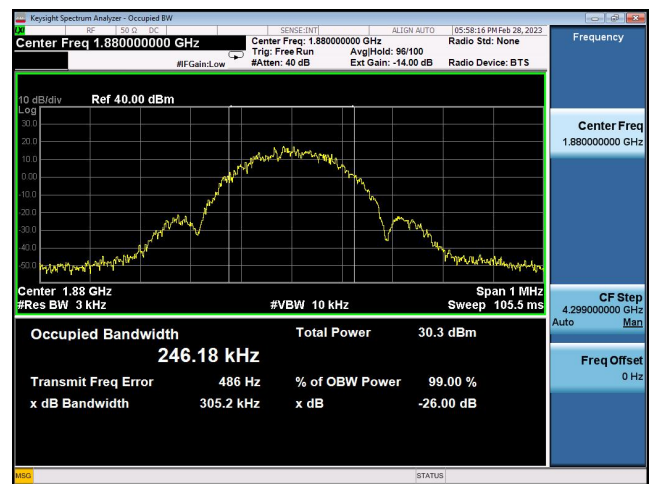 Keysight Spectrum Analyzer - Occupied BW
RF 50 Ω DC SENSE:INT ALIGN AUTO 05:58:16 PM Feb 28, 2023
Center Freq 1.880000000 GHz
Center Freq: 1.880000000 GHz Radio Std: None
Trig: Free Run Avg|Hold: 96/100
#IFGain:Low #Atten: 40 dB Ext Gain: -14.00 dB Radio Device: BTS
10 dB/div Ref 40.00 dBm
Log
30.0
20.0
10.0
0.00
-10.0
-20.0
-30.0
-40.0
-50.0
Center 1.88 GHz Span 1 MHz
#Res BW 3 kHz #VBW 10 kHz Sweep 105.5 ms
Occupied Bandwidth Total Power 30.3 dBm
246.18 kHz
Transmit Freq Error 486 Hz % of OBW Power 99.00 %
x dB Bandwidth 305.2 kHz x dB -26.00 dB
Frequency
Center Freq
1.880000000 GHz
CF Step
4.299000000 GHz
Auto Man
Freq Offset
0 Hz
MSG STATUS